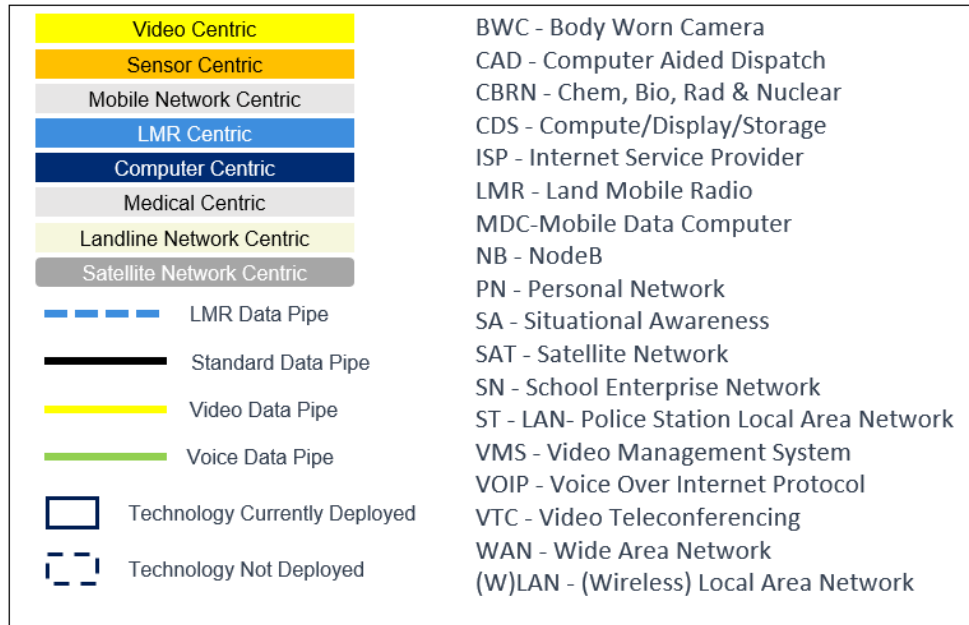 Video Centric
Sensor Centric
Mobile Network Centric
LMR Centric
Computer Centric
Medical Centric
Landline Network Centric
Satellite Network Centric
LMR Data Pipe
Standard Data Pipe
Video Data Pipe
Voice Data Pipe
Technology Currently Deployed
Technology Not Deployed
BWC - Body Worn Camera
CAD - Computer Aided Dispatch
CBRN - Chem, Bio, Rad & Nuclear
CDS - Compute/Display/Storage
ISP - Internet Service Provider
LMR - Land Mobile Radio
MDC-Mobile Data Computer
NB - NodeB
PN - Personal Network
SA - Situational Awareness
SAT - Satellite Network
SN - School Enterprise Network
ST - LAN- Police Station Local Area Network
VMS - Video Management System
VOIP - Voice Over Internet Protocol
VTC - Video Teleconferencing
WAN - Wide Area Network
(W)LAN - (Wireless) Local Area Network